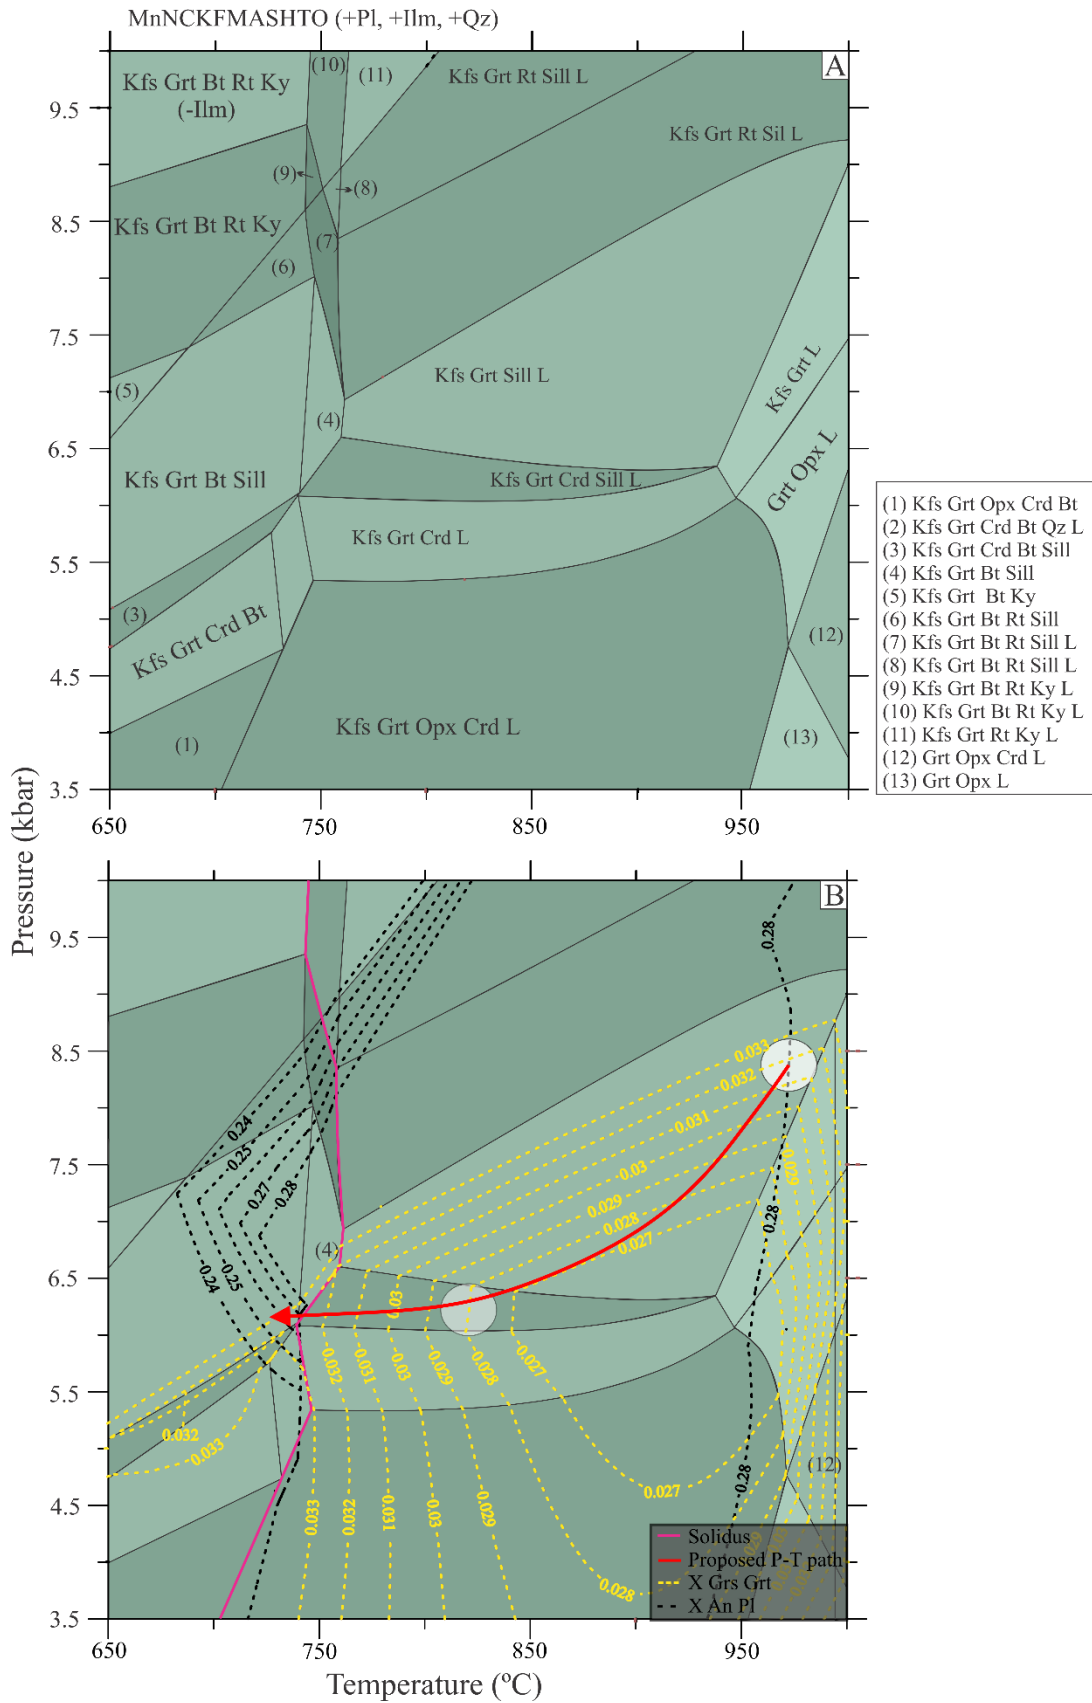 MnNCKFMASHTO (+Pl, +Ilm, +Qz)
A
Kfs Grt Bt Rt Ky
(-Ilm)
(10)
(11)
Kfs Grt Rt Sill L
Kfs Grt Rt Sil L
9.5
(9)
(8)
Kfs Grt Bt Rt Ky
8.5
(7)
(6)
7.5
Kfs Grt Sill L
Kfs Grt L
(5)
(4)
6.5
Kfs Grt Bt Sill
Kfs Grt Crd Sill L
Grt Opx L
Kfs Grt Crd L
5.5
(3)
Kfs Grt Crd Bt
(12)
4.5
Kfs Grt Opx Crd L
(1)
(13)
3.5
650
750
850
950
(1) Kfs Grt Opx Crd Bt
(2) Kfs Grt Crd Bt Qz L
(3) Kfs Grt Crd Bt Sill
(4) Kfs Grt Bt Sill
(5) Kfs Grt Bt Ky
(6) Kfs Grt Bt Rt Sill
(7) Kfs Grt Bt Rt Sill L
(8) Kfs Grt Bt Rt Sill L
(9) Kfs Grt Bt Rt Ky L
(10) Kfs Grt Bt Rt Ky L
(11) Kfs Grt Rt Ky L
(12) Grt Opx Crd L
(13) Grt Opx L
Pressure (kbar)
B
9.5
0.28
8.5
0.033
0.032
0.24
0.031
0.25
7.5
0.03
0.27
0.029
0.029
0.28
0.028
0.28
0.027
(4)
6.5
0.24
0.25
0.03
0.032
0.031
0.03
0.029
0.028
0.027
5.5
0.032
0.033
0.28
(12)
0.027
4.5
0.033
0.032
0.031
0.03
0.029
0.028
0.029
Solidus
Proposed P-T path
X Grs Grt
X An Pl
3.5
650
750
850
950
Temperature (ºC)